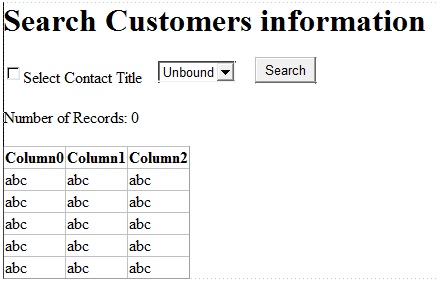 Search Customers information
Select Contact Title Unbound Search
Number of Records: 0
Column0 Column1 Column2
abc abc abc
abc abc abc
abc abc abc
abc abc abc
abc abc abc